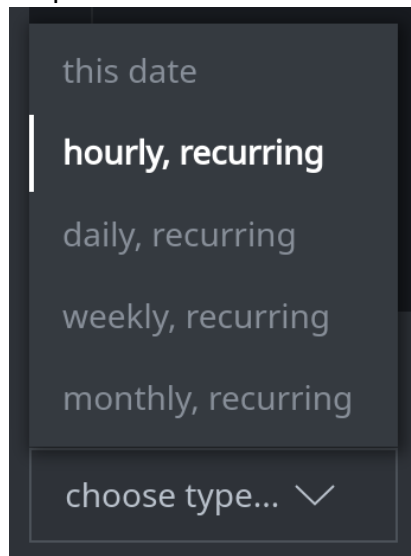 this date
hourly, recurring
daily, recurring
weekly, recurring
monthly, recurring
choose type...